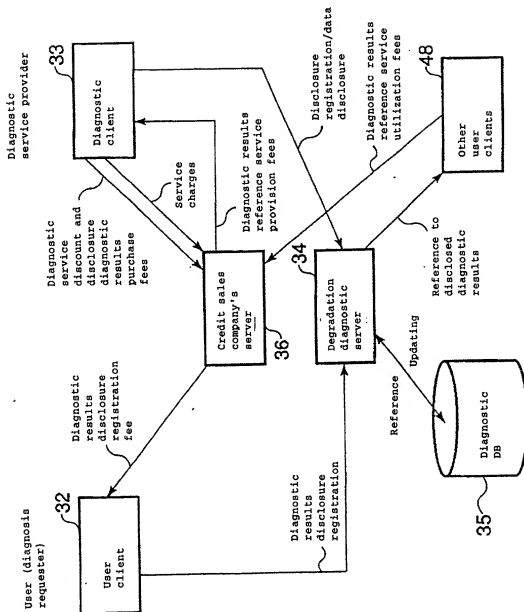 User (diagnosis
requester)
32
User
client
Diagnostic
results
disclosure
registration
fee
Diagnostic
results
disclosure
registration
Diagnostic
service
discount and
disclosure
diagnostic
results
purchase
fees
Service
charges
Diagnostic results
reference service
provision fees
Credit sales
company's
server
36
34
Degradation
diagnostic
server
Reference
Updating
Diagnostic
DB
35
Diagnostic
service provider
33
Diagnostic
client
Disclosure
registration/data
disclosure
Diagnostic results
reference service
utilization fees
Reference to
disclosed
diagnostic
results
48
Other
user
clients